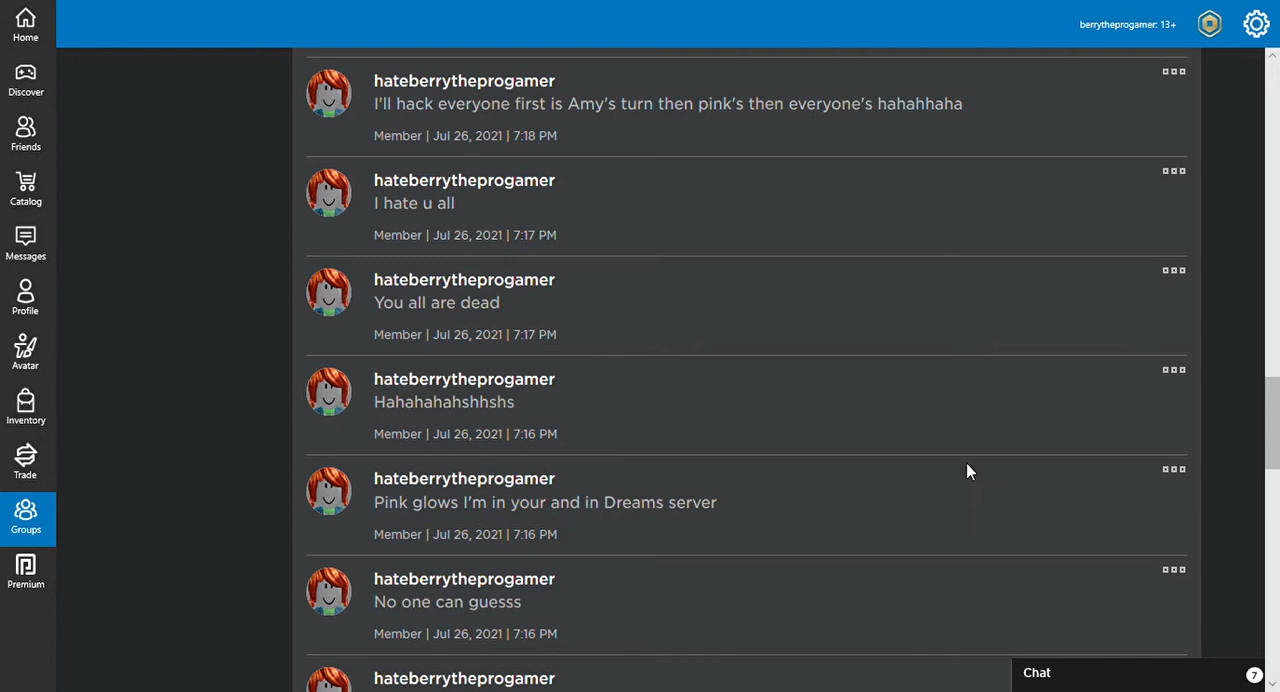 berrytheprogamer: 13+
Home
Discover
Friends
Catalog
Messages
Profile
Avatar
Inventory
Trade
Groups
Premium
hateberrytheprogamer
I'll hack everyone first is Amy's turn then pink's then everyone's hahahhaha
Member | Jul 26, 2021 | 7:18 PM
hateberrytheprogamer
I hate u all
Member | Jul 26, 2021 | 7:17 PM
hateberrytheprogamer
You all are dead
Member | Jul 26, 2021 | 7:17 PM
hateberrytheprogamer
Hahahahahshhshs
Member | Jul 26, 2021 | 7:16 PM
hateberrytheprogamer
Pink glows I'm in your and in Dreams server
Member | Jul 26, 2021 | 7:16 PM
hateberrytheprogamer
No one can guesss
Member | Jul 26, 2021 | 7:16 PM
hateberrytheprogamer
Chat 7